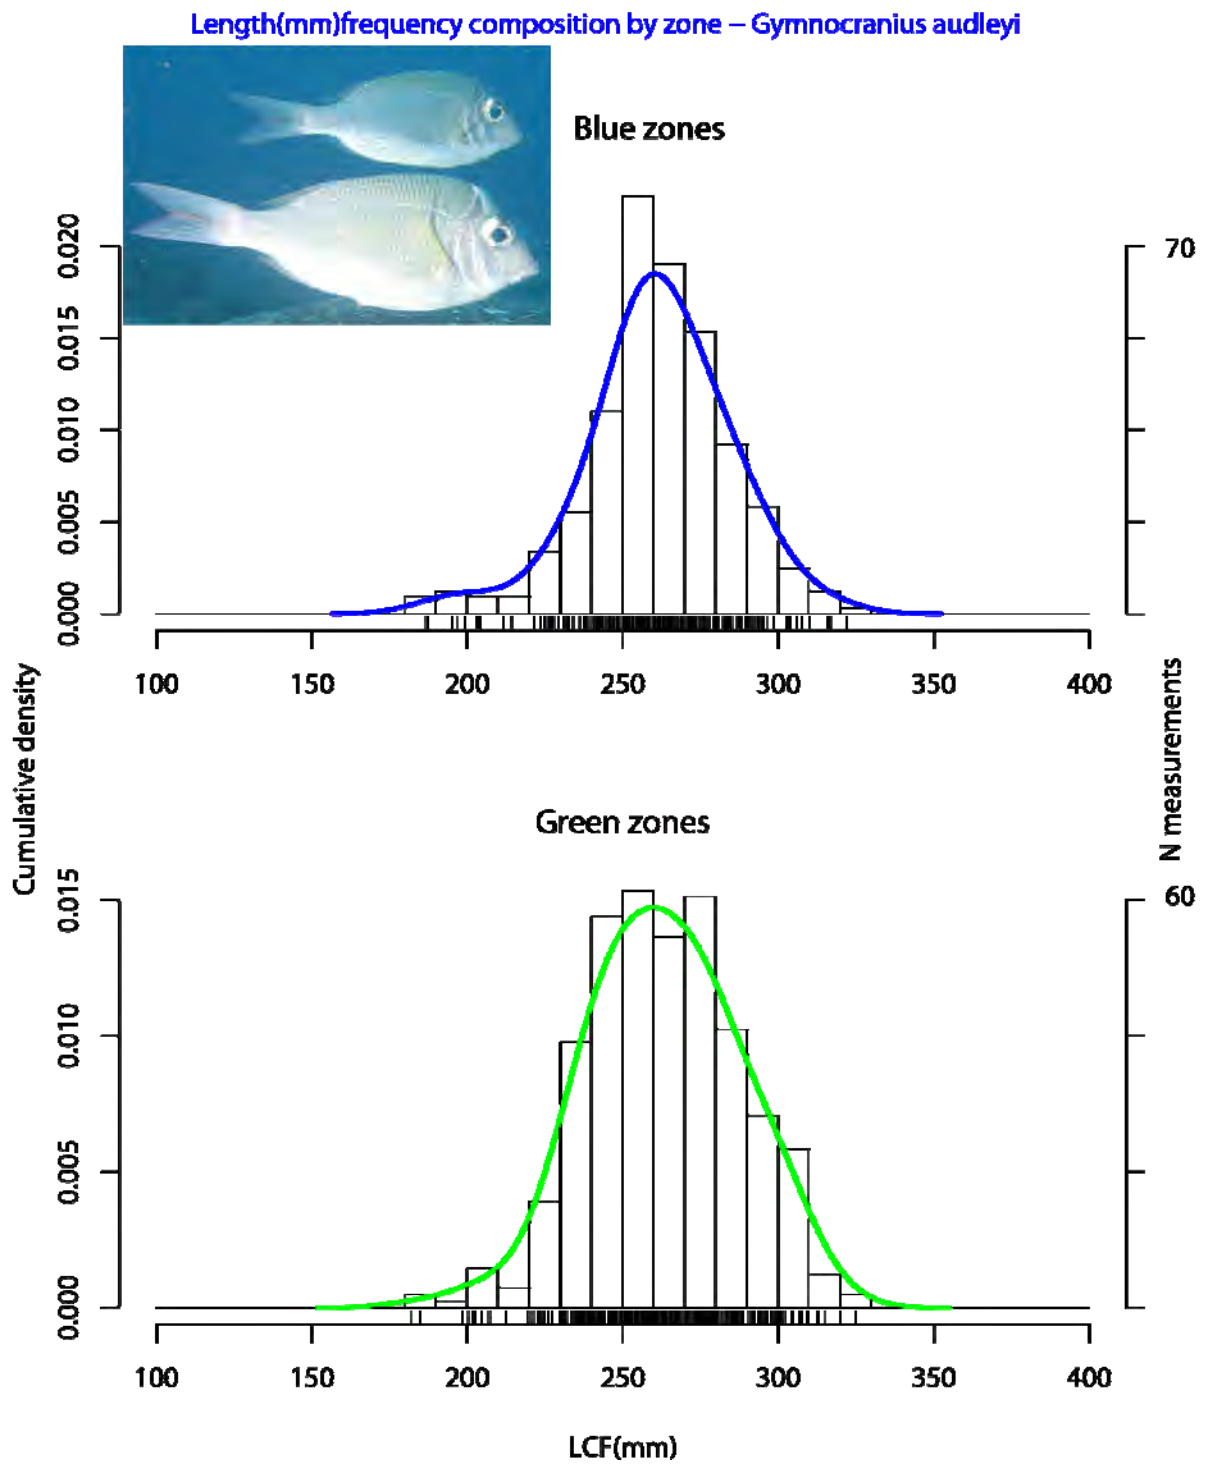 Length(mm)frequency composition by zone – Gymnocranius audleyi
Blue zones
0.020
0.015
0.010
0.005
0.000
70
100 150 200 250 300 350 400
Cumulative density
N measurements
Green zones
0.015
0.010
0.005
0.000
60
100 150 200 250 300 350 400
LCF(mm)